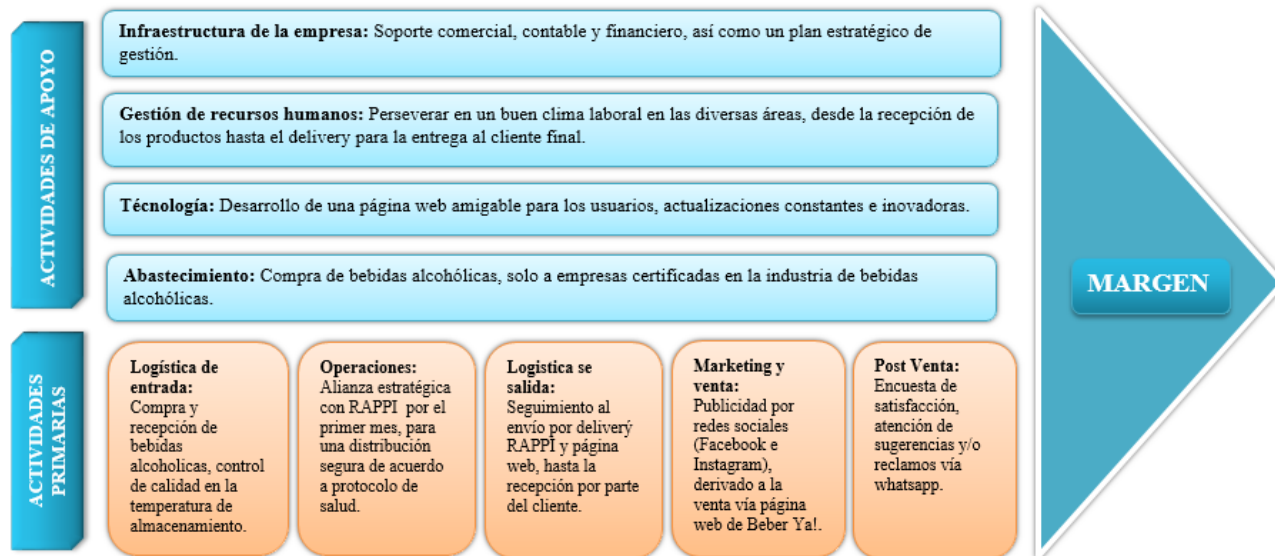 ACTIVIDADES DE APOYO
Infraestructura de la empresa: Soporte comercial, contable y financiero, así como un plan estratégico de
gestión.
Gestión de recursos humanos: Perseverar en un buen clima laboral en las diversas áreas, desde la recepción de
los productos hasta el delivery para la entrega al cliente final.
Técnología: Desarrollo de una página web amigable para los usuarios, actualizaciones constantes e inovadoras.
Abastecimiento: Compra de bebidas alcohólicas, solo a empresas certificadas en la industria de bebidas
alcohólicas.
ACTIVIDADES
PRIMARIAS
Logística de
entrada:
Compra y
recepción de
bebidas
alcoholicas, control
de calidad en la
temperatura de
almacenamiento.
Operaciones:
Alianza estratégica
con RAPPI por el
primer mes, para
una distribución
segura de acuerdo
a protocolo de
salud.
Logistica se
salida:
Seguimiento al
envío por delivery
RAPPI y página
web, hasta la
recepción por parte
del cliente.
Marketing y
venta:
Publicidad por
redes sociales
(Facebook e
Instagram),
derivado a la
venta vía página
web de Beber Ya!.
Post Venta:
Encuesta de
satisfacción,
atención de
sugerencias y/o
reclamos vía
whatsapp.
MARGEN